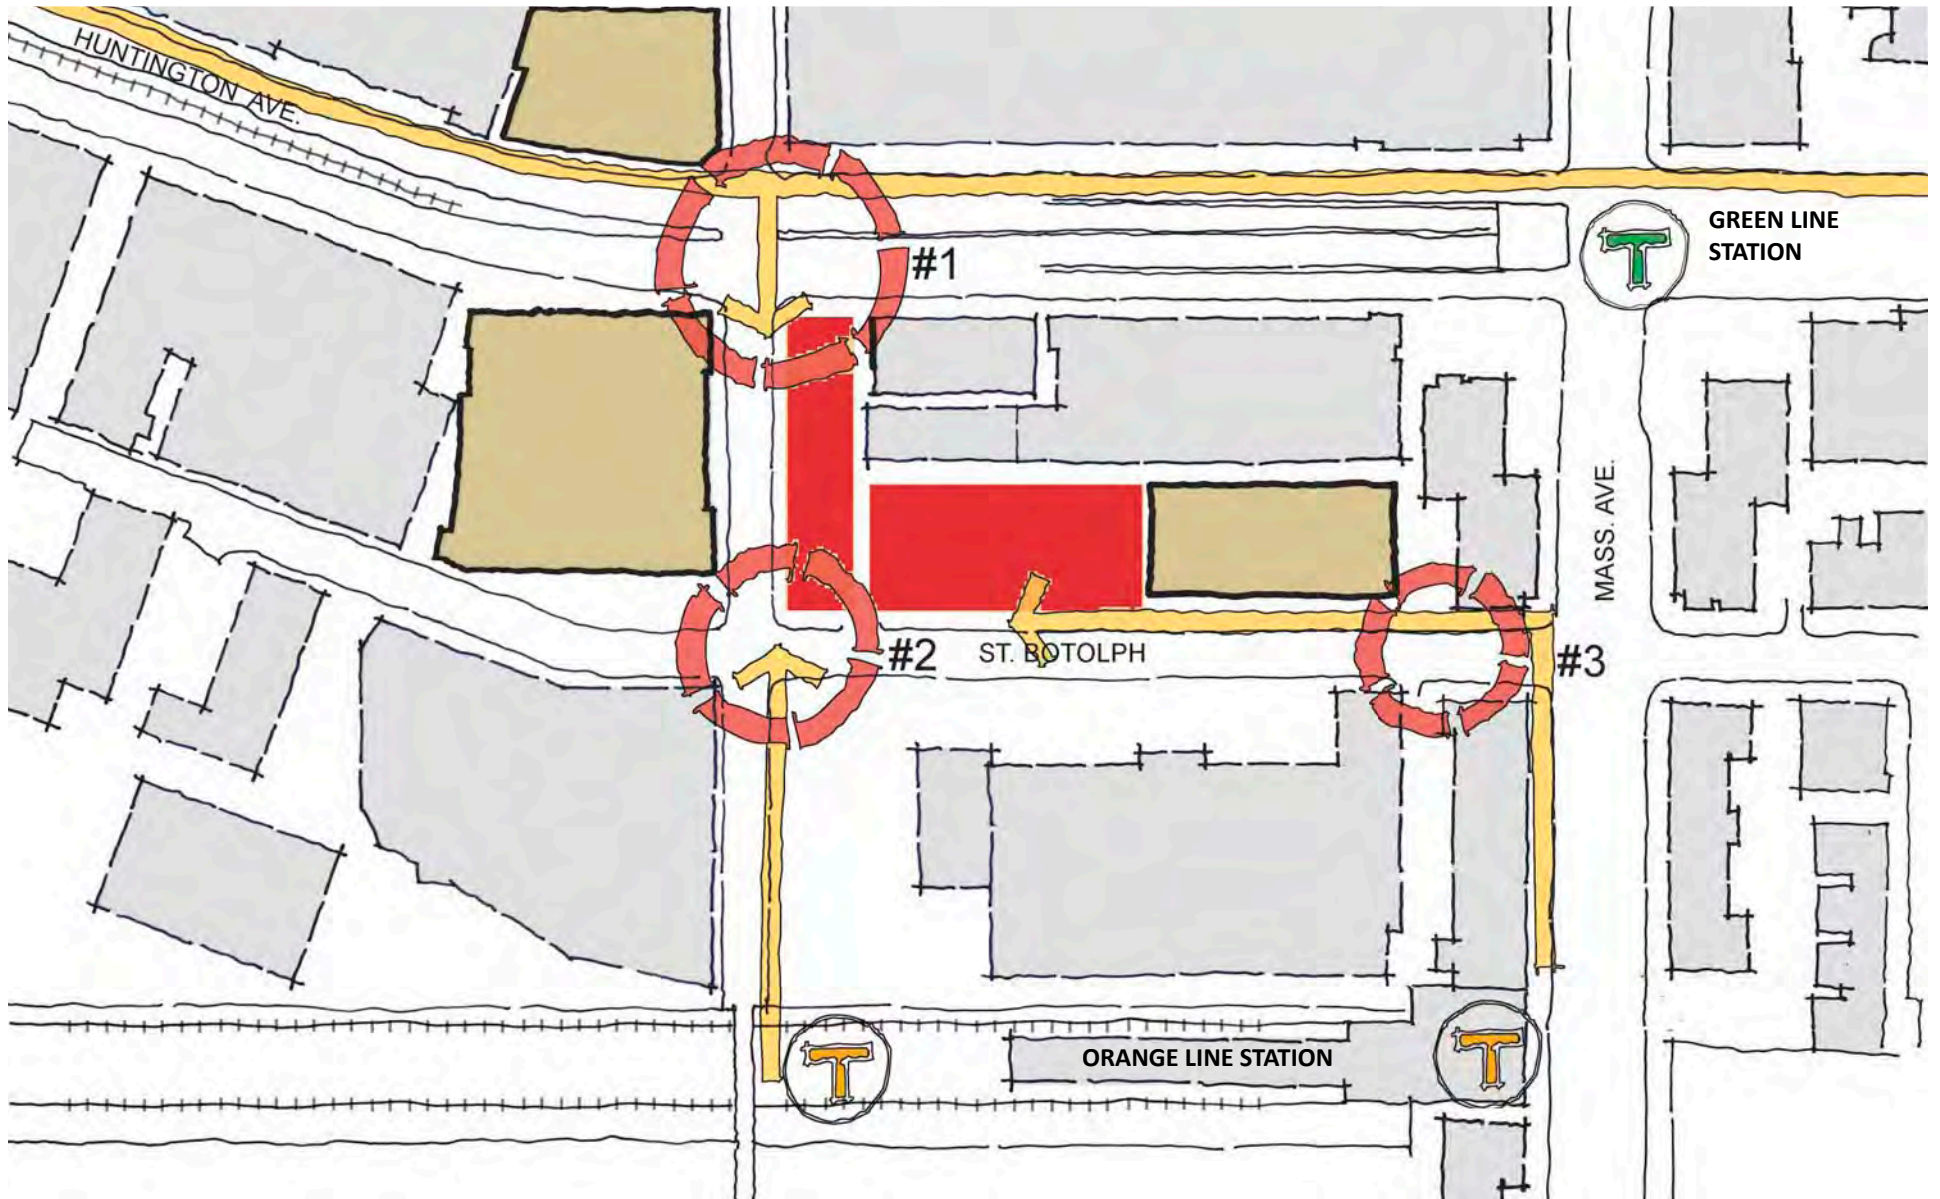 HUNTINGTON AVE.
GREEN LINE
STATION
#1
MASS. AVE.
#2
ST. BOTOLPH
#3
ORANGE LINE STATION
T
T
T